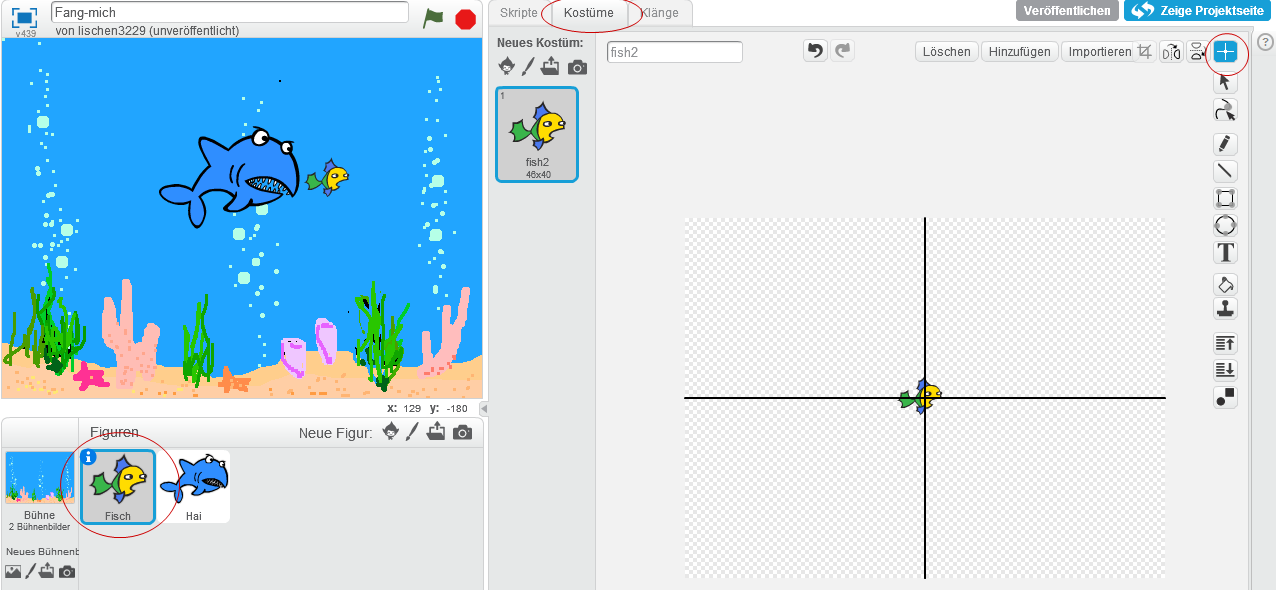 Fang-mich
von lischen3229 (unveröffentlicht)
v439
Skripte
Kostüme
Klänge
Veröffentlichen
Zeige Projektseite
Neues Kostüm:
fish2
Löschen
Hinzufügen
Importieren
?
1
fish2
46x40
T
x: 129 y: -180
Figuren
Neue Figur:
i
Bühne
2 Bühnenbilder
Fisch
Hai
Neues Bühnenb